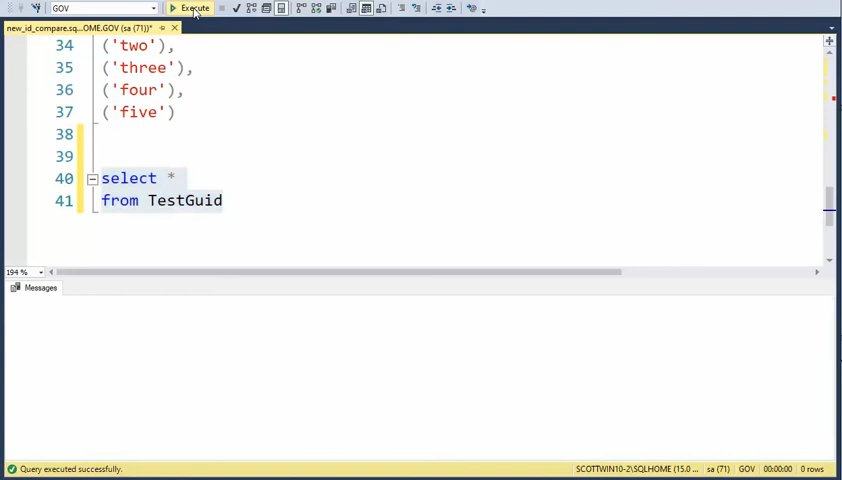 GOV Execute
new_id_compare.sq...OME.GOV (sa (71))*
34 ('two'),
35 ('three'),
36 ('four'),
37 ('five')
38
39
40 select *
41 from TestGuid
194 %
Messages
Query executed successfully. SCOTTWIN10-2\SQLHOME (15.0 ... sa (71) GOV 00:00:00 0 rows